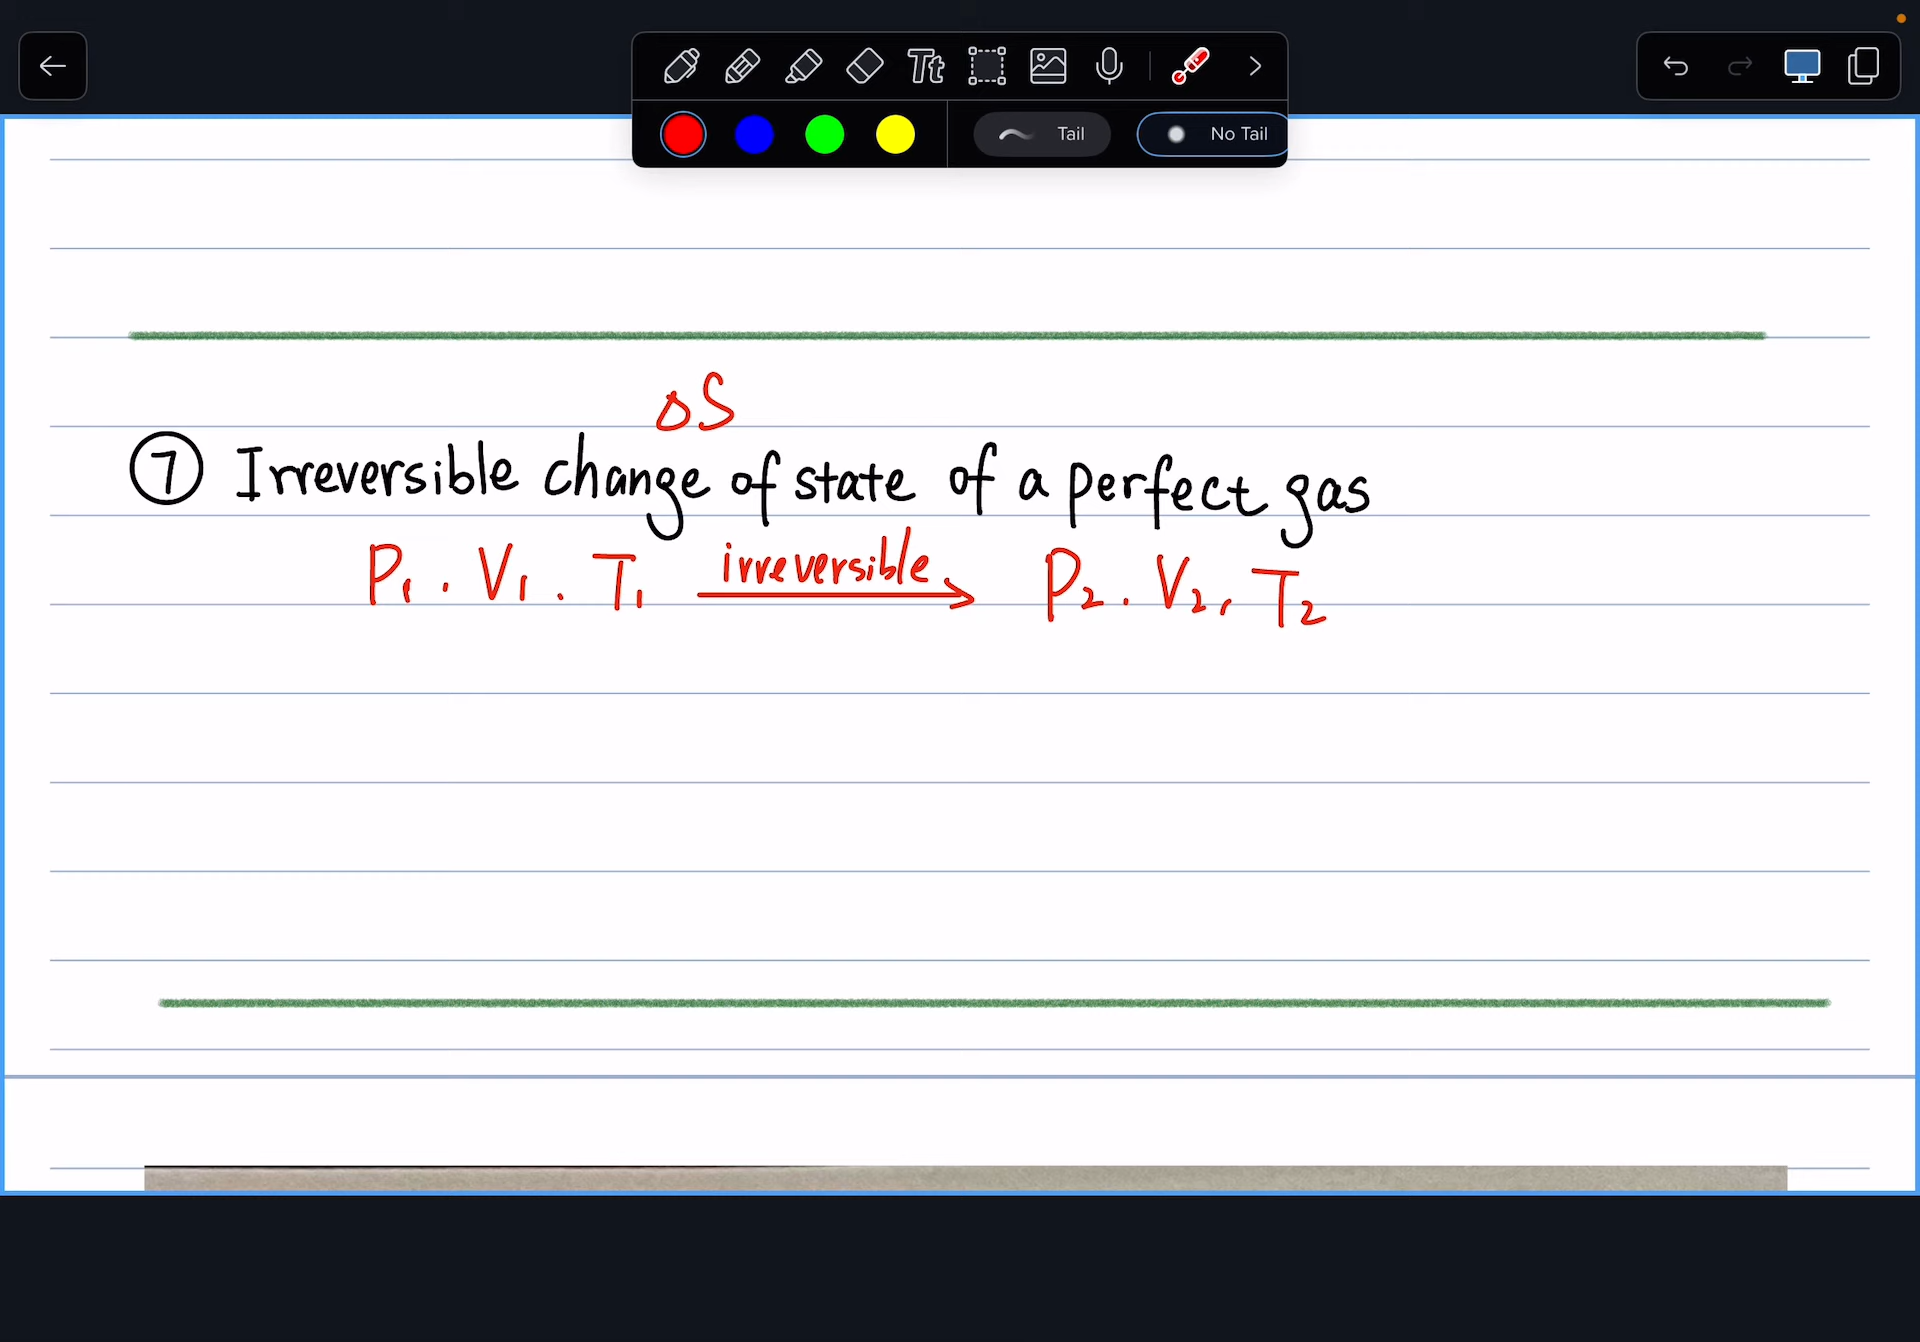 Tt
Tail
No Tail
ΔS
⑦ Irreversible change of state of a perfect gas
P₁ . V₁ . T₁ irreversible → P₂ . V₂, T₂